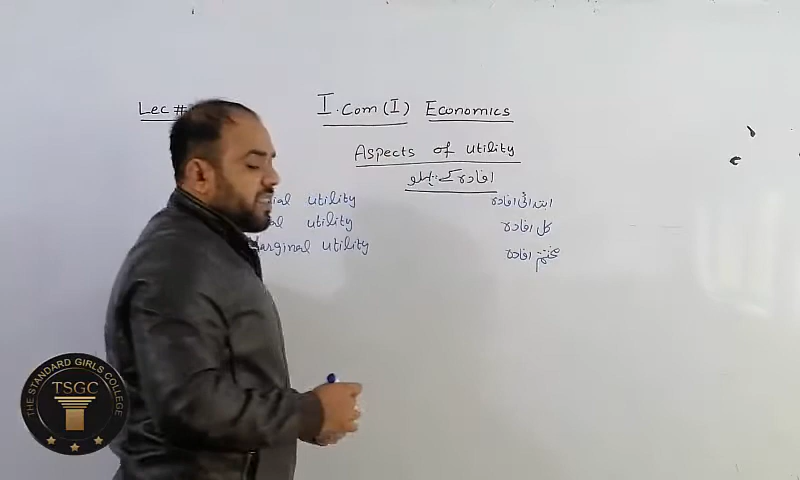 Lec #
I.Com (I) Economics
Aspects of utility
افادہ کے پہلو
utility ابتدائی افادہ
utility کل افادہ
Marginal utility مختتم افادہ
THE STANDARD GIRLS COLLEGE
TSGC